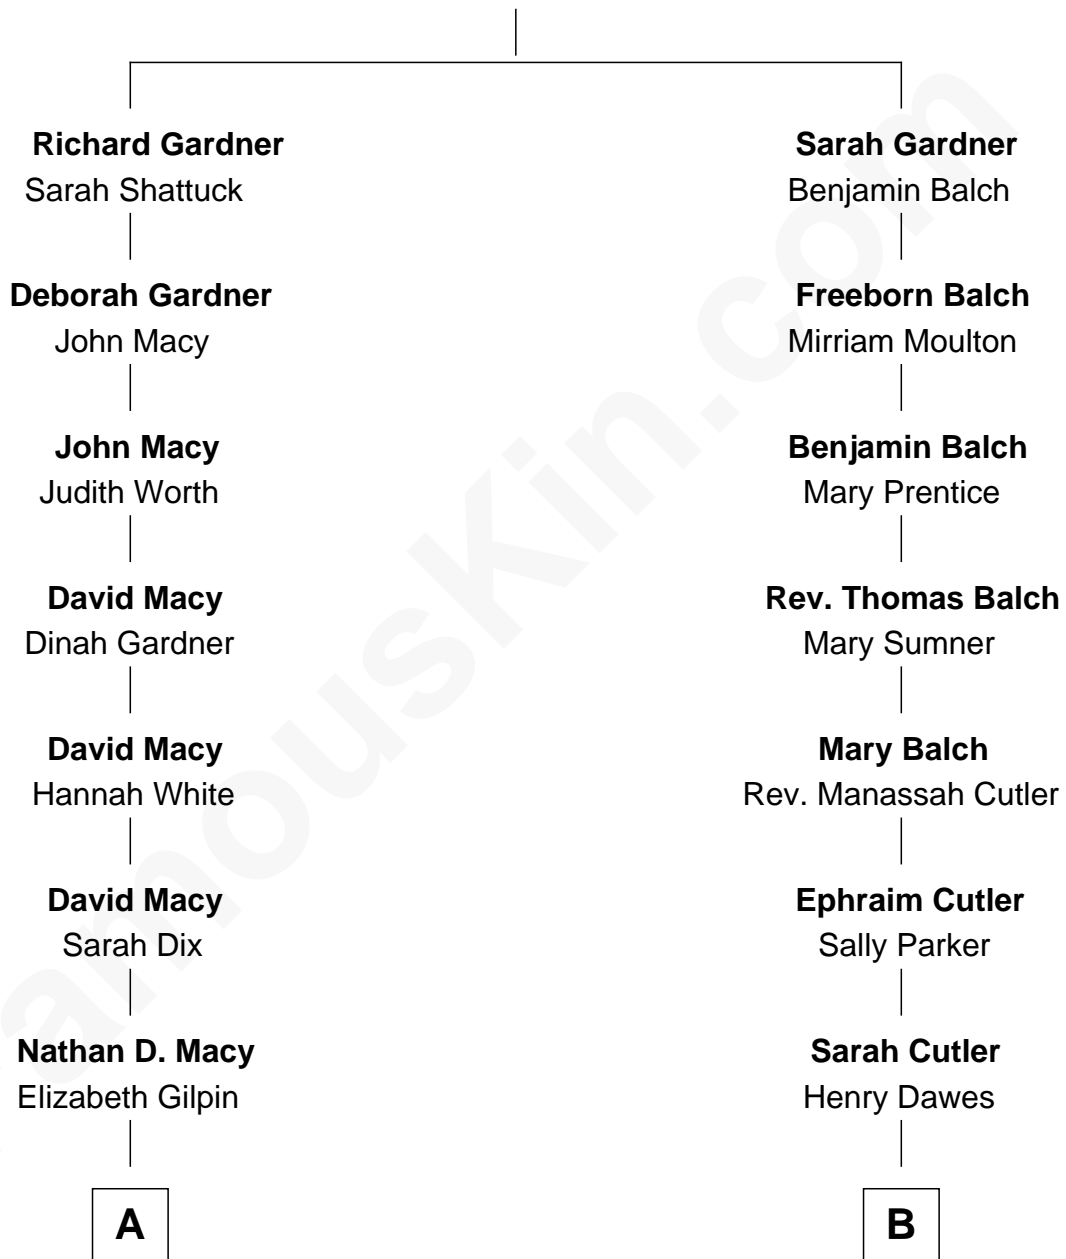 Richard Gardner
Sarah Shattuck
Deborah Gardner
John Macy
John Macy
Judith Worth
David Macy
Dinah Gardner
David Macy
Hannah White
David Macy
Sarah Dix
Nathan D. Macy
Elizabeth Gilpin
A
Sarah Gardner
Benjamin Balch
Freeborn Balch
Mirriam Moulton
Benjamin Balch
Mary Prentice
Rev. Thomas Balch
Mary Sumner
Mary Balch
Rev. Manassah Cutler
Ephraim Cutler
Sally Parker
Sarah Cutler
Henry Dawes
B
amousKin.com